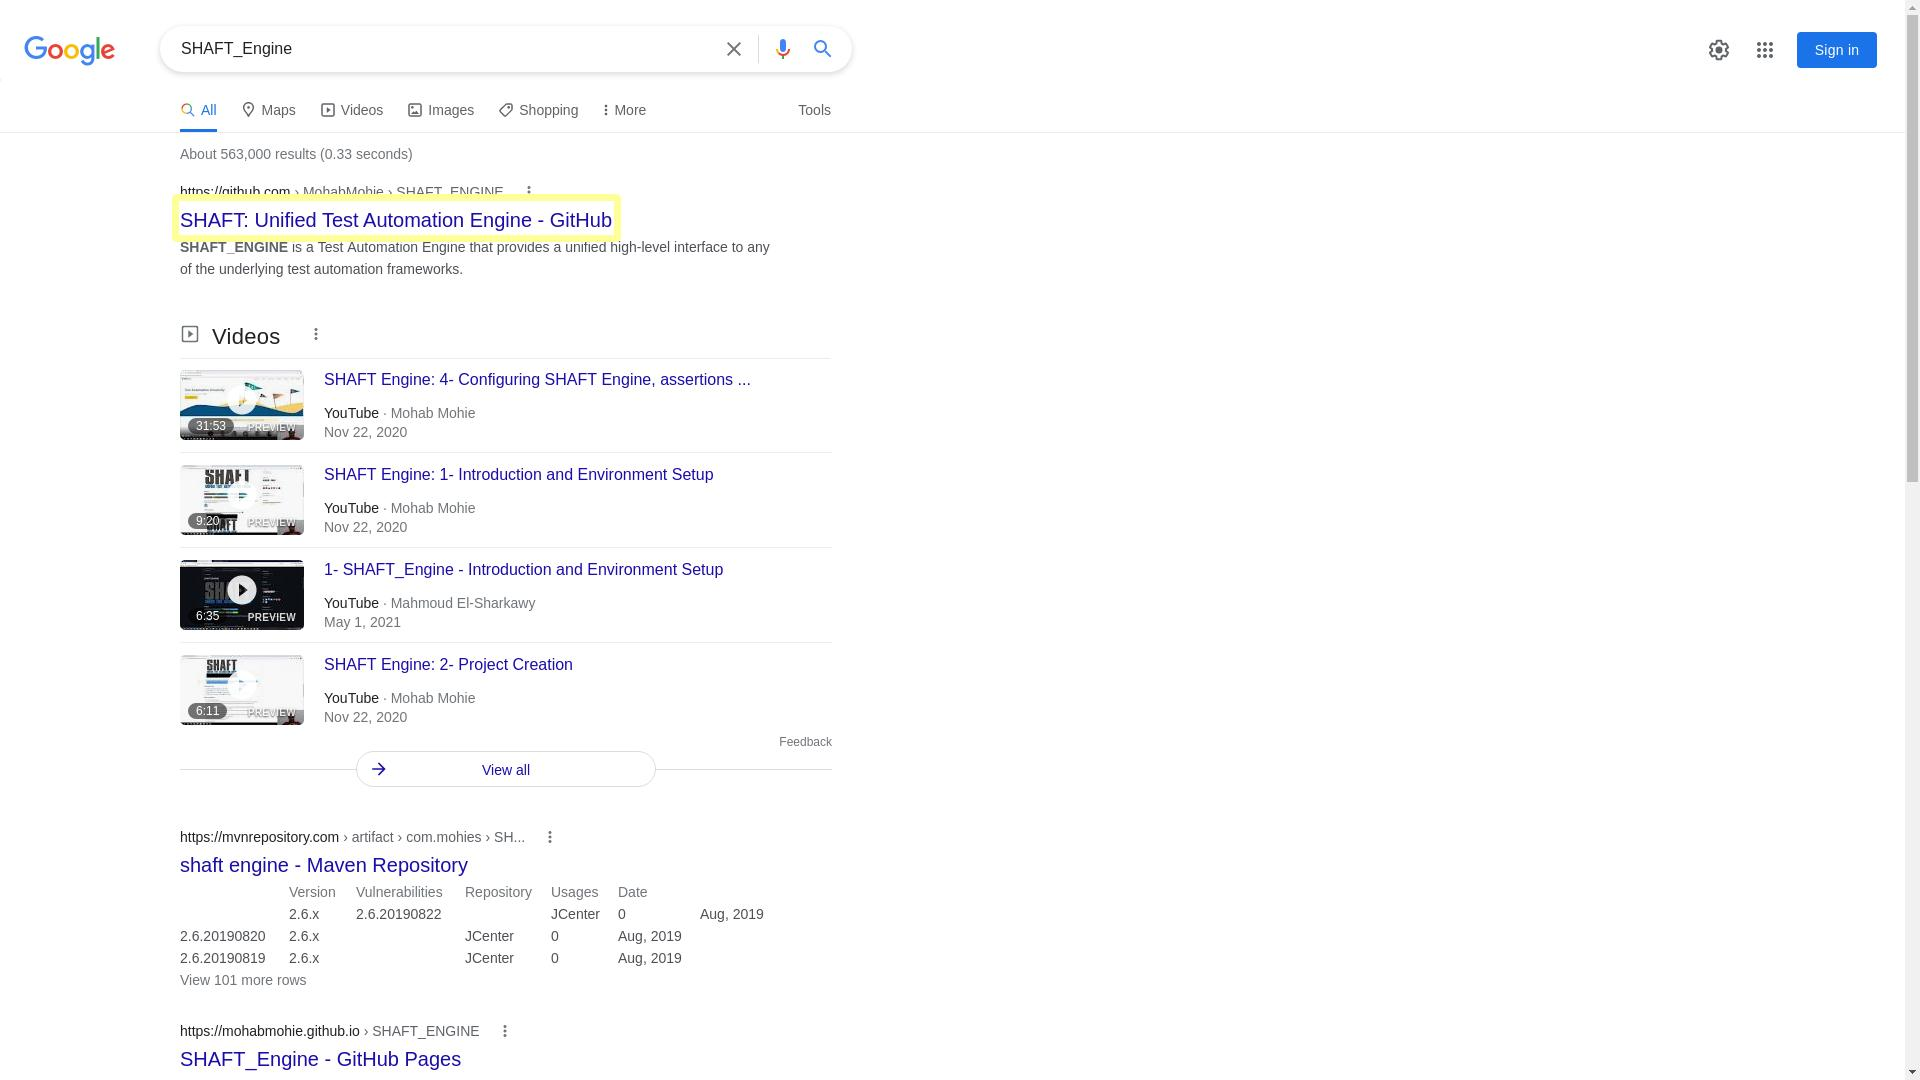 Google
SHAFT_Engine
Sign in
All
Maps
Videos
Images
Shopping
More
Tools
About 563,000 results (0.33 seconds)
https://github.com › MohabMohie › SHAFT_ENGINE
SHAFT: Unified Test Automation Engine - GitHub
SHAFT_ENGINE is a Test Automation Engine that provides a unified high-level interface to any
of the underlying test automation frameworks.
Videos
SHAFT Engine: 4- Configuring SHAFT Engine, assertions ...
31:53 PREVIEW
YouTube · Mohab Mohie
Nov 22, 2020
SHAFT Engine: 1- Introduction and Environment Setup
SHAFT
9:20 PREVIEW
YouTube · Mohab Mohie
Nov 22, 2020
1- SHAFT_Engine - Introduction and Environment Setup
6:35 PREVIEW
YouTube · Mahmoud El-Sharkawy
May 1, 2021
SHAFT Engine: 2- Project Creation
SHAFT
6:11 PREVIEW
YouTube · Mohab Mohie
Nov 22, 2020
Feedback
View all
https://mvnrepository.com › artifact › com.mohies › SH...
shaft engine - Maven Repository
Version Vulnerabilities Repository Usages Date
2.6.x 2.6.20190822 JCenter 0 Aug, 2019
2.6.20190820 2.6.x JCenter 0 Aug, 2019
2.6.20190819 2.6.x JCenter 0 Aug, 2019
View 101 more rows
https://mohabmohie.github.io › SHAFT_ENGINE
SHAFT_Engine - GitHub Pages